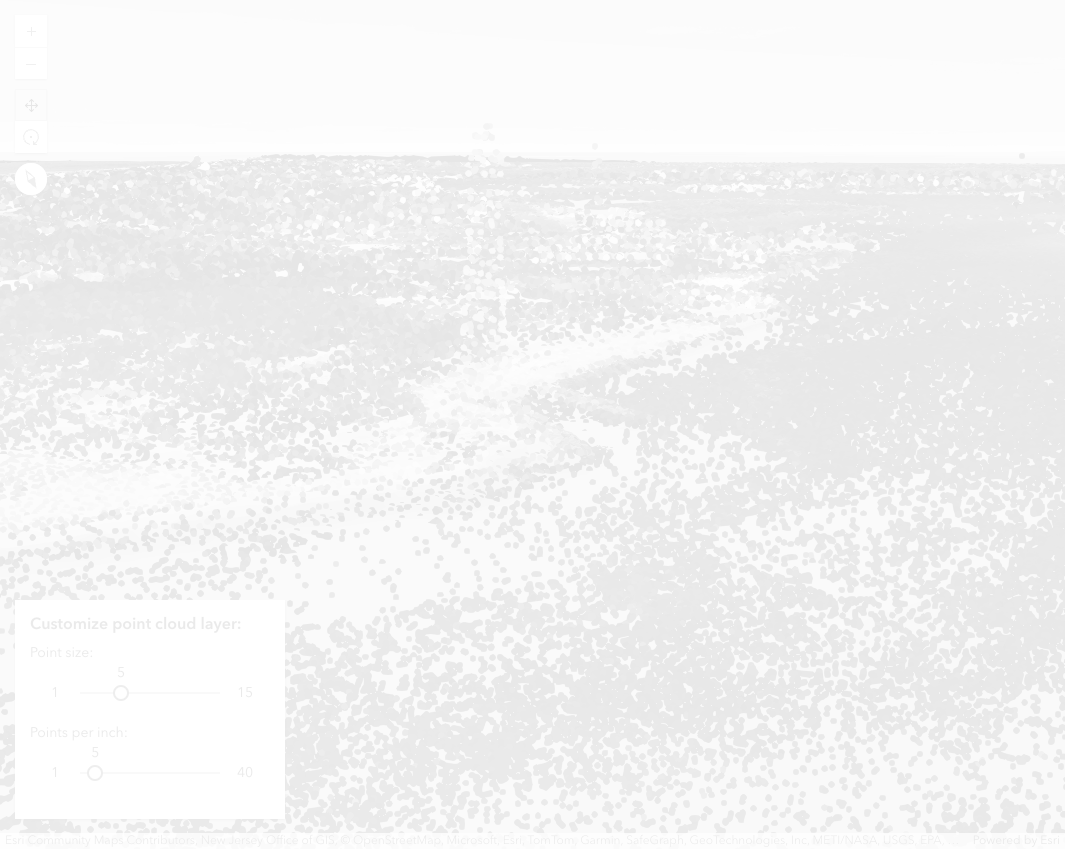 Customize point cloud layer:
Point size:
5
1 15
Points per inch:
5
1 40
Esri Community Maps Contributors, New Jersey Office of GIS, © OpenStreetMap, Microsoft, Esri, TomTom, Garmin, SafeGraph, GeoTechnologies, Inc, METI/NASA, USGS, EPA, Powered by Esri